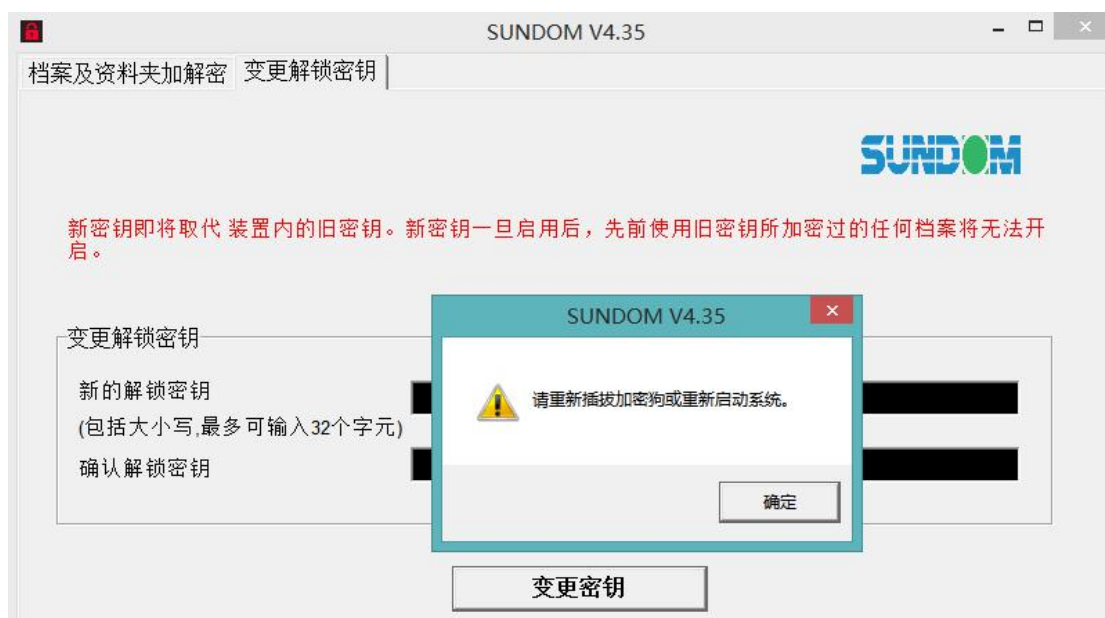 SUNDOM V4.35
档案及资料夹加解密 变更解锁密钥
SUNDOM
新密钥即将取代 装置内的旧密钥。新密钥一旦启用后，先前使用旧密钥所加密过的任何档案将无法开
启。
SUNDOM V4.35
变更解锁密钥
请重新插拔加密狗或重新启动系统。
新的解锁密钥
(包括大小写,最多可输入32个字元)
确认解锁密钥
确定
变更密钥